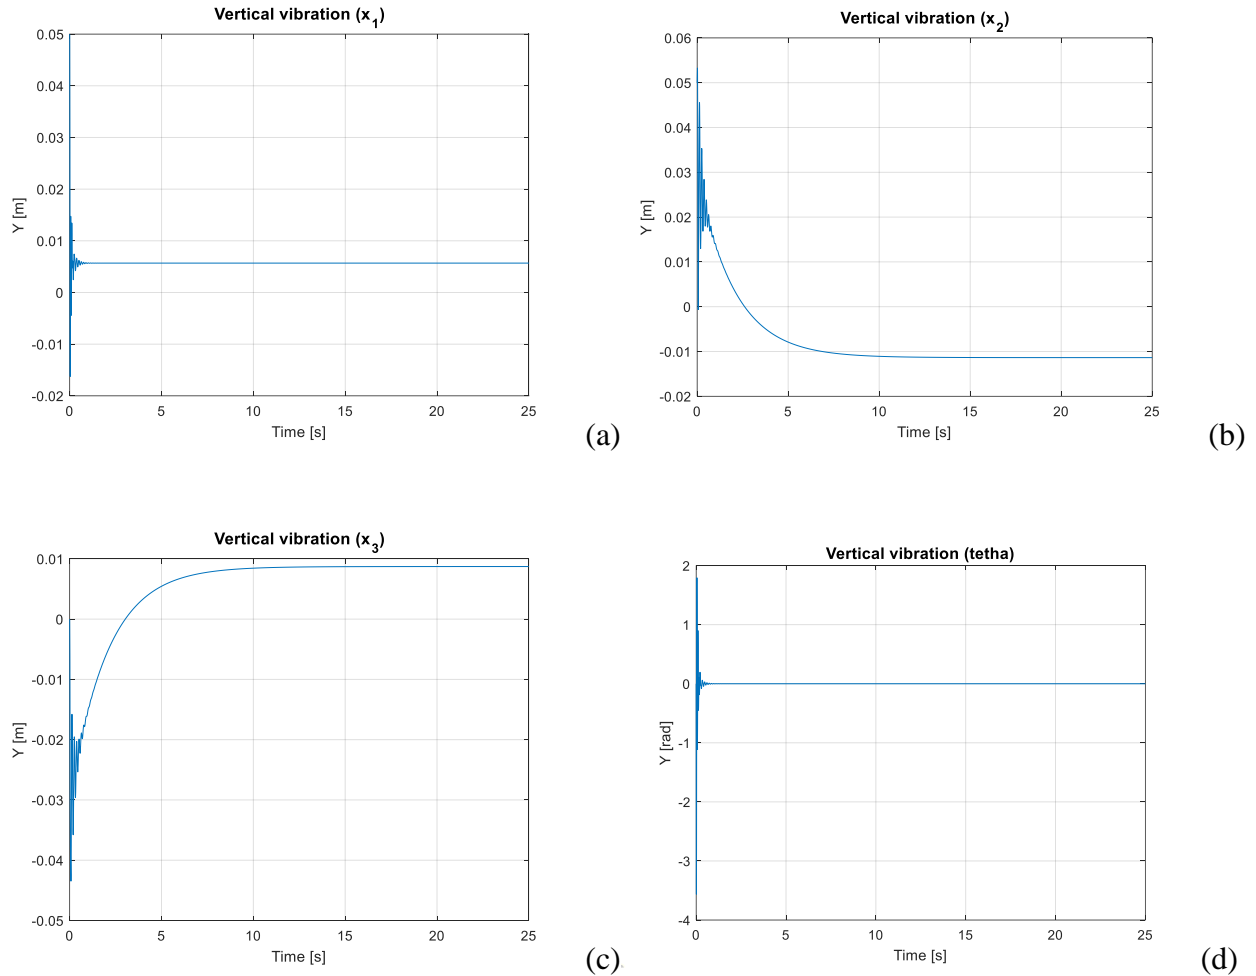 Vertical vibration (x1)
0.05
0.04
0.03
0.02
0.01
0
-0.01
-0.02
Y [m]
0 5 10 15 20 25
Time [s]
(a)
Vertical vibration (x2)
0.06
0.05
0.04
0.03
0.02
0.01
0
-0.01
-0.02
Y [m]
0 5 10 15 20 25
Time [s]
(b)
Vertical vibration (x3)
0.01
0
-0.01
-0.02
-0.03
-0.04
-0.05
Y [m]
0 5 10 15 20 25
Time [s]
(c)
Vertical vibration (tetha)
2
1
0
-1
-2
-3
-4
Y [rad]
0 5 10 15 20 25
Time [s]
(d)